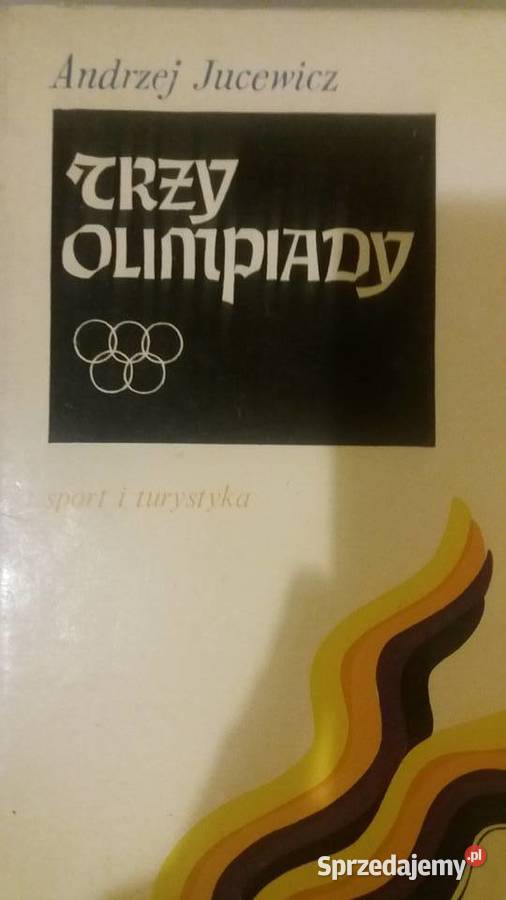 Andrzej Jucewicz
TRZY
OLIMPIADY
sport i turystyka
Sprzedajemy.pl